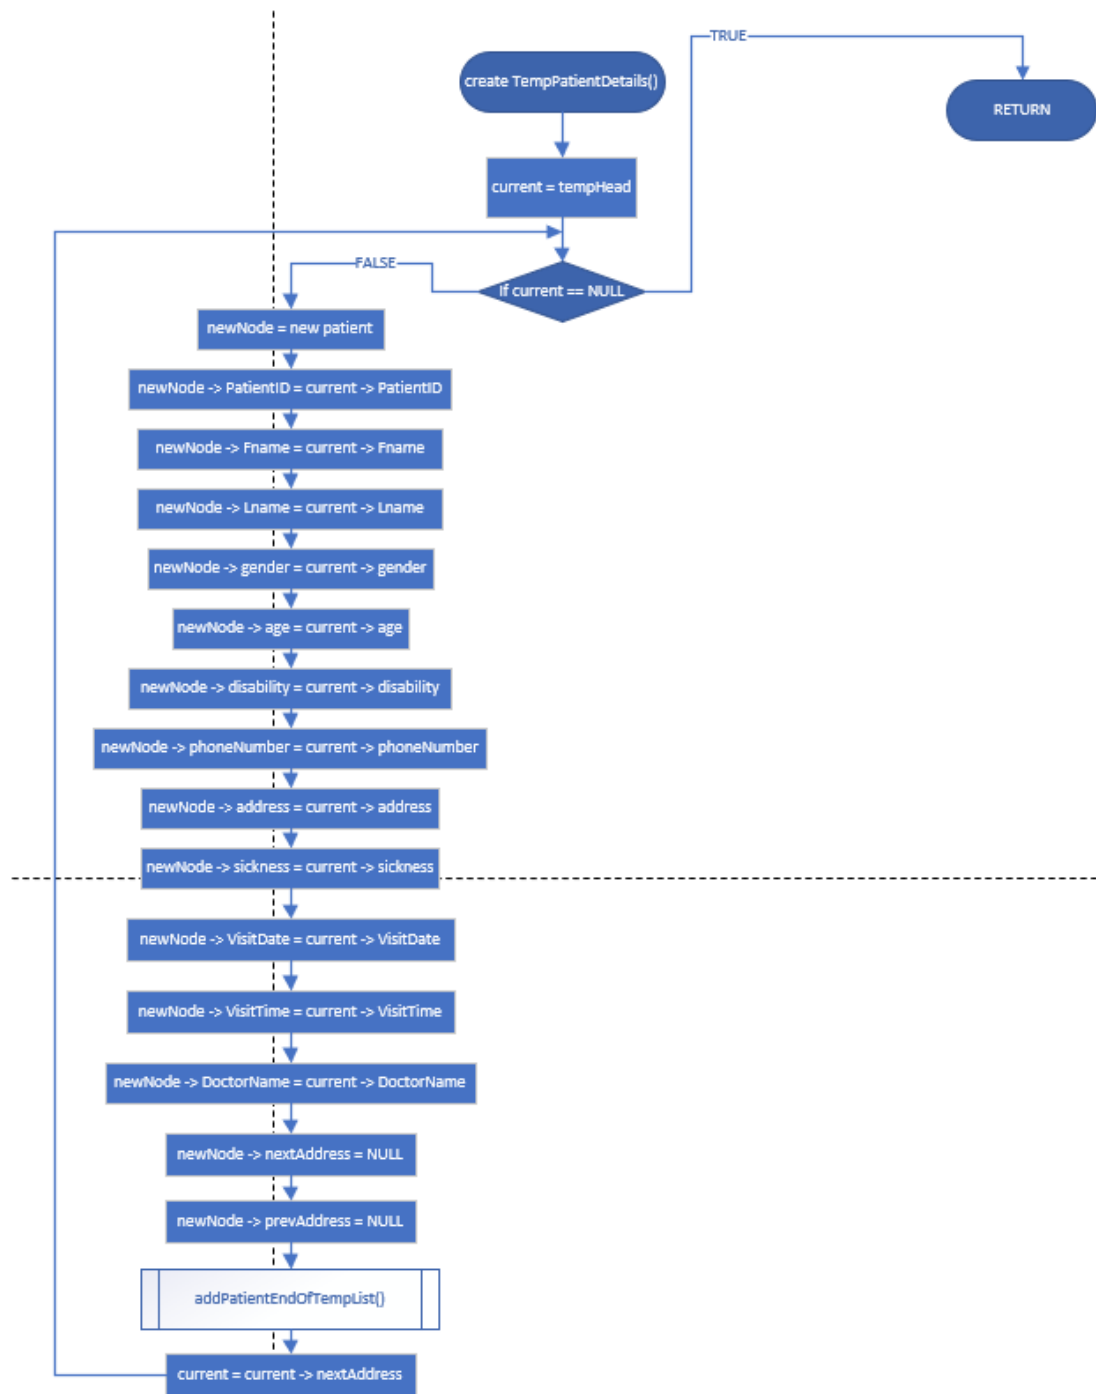 TRUE
create TempPatientDetails()
RETURN
current = tempHead
FALSE
If current == NULL
newNode = new patient
newNode -> PatientID = current -> PatientID
newNode -> Fname = current -> Fname
newNode -> Lname = current -> Lname
newNode -> gender = current -> gender
newNode -> age = current -> age
newNode -> disability = current -> disability
newNode -> phoneNumber = current -> phoneNumber
newNode -> address = current -> address
newNode -> sickness = current -> sickness
newNode -> VisitDate = current -> VisitDate
newNode -> VisitTime = current -> VisitTime
newNode -> DoctorName = current -> DoctorName
newNode -> nextAddress = NULL
newNode -> prevAddress = NULL
addPatientEndOfTempList()
current = current -> nextAddress